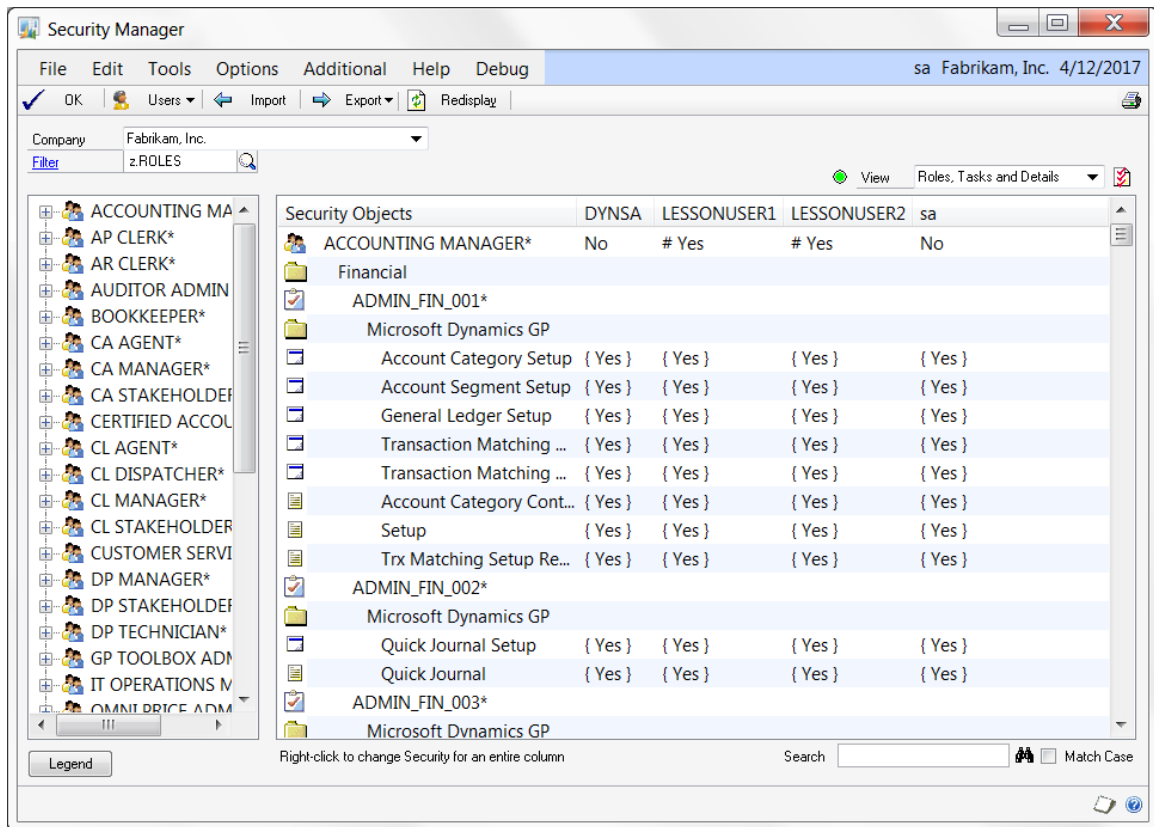 Security Manager
File Edit Tools Options Additional Help Debug sa Fabrikam, Inc. 4/12/2017
OK Users Import Export Redisplay
Company Fabrikam, Inc.
Filter z.ROLES
View Roles, Tasks and Details
ACCOUNTING MA
AP CLERK*
AR CLERK*
AUDITOR ADMIN
BOOKKEEPER*
CA AGENT*
CA MANAGER*
CA STAKEHOLDER
CERTIFIED ACCOU
CL AGENT*
CL DISPATCHER*
CL MANAGER*
CL STAKEHOLDER
CUSTOMER SERVI
DP MANAGER*
DP STAKEHOLDER
DP TECHNICIAN*
GP TOOLBOX ADM
IT OPERATIONS M
OMNI PRICE ADM
Security Objects DYNSA LESSONUSER1 LESSONUSER2 sa
ACCOUNTING MANAGER* No # Yes # Yes No
Financial
ADMIN_FIN_001*
Microsoft Dynamics GP
Account Category Setup { Yes } { Yes } { Yes } { Yes }
Account Segment Setup { Yes } { Yes } { Yes } { Yes }
General Ledger Setup { Yes } { Yes } { Yes } { Yes }
Transaction Matching ... { Yes } { Yes } { Yes } { Yes }
Transaction Matching ... { Yes } { Yes } { Yes } { Yes }
Account Category Cont... { Yes } { Yes } { Yes } { Yes }
Setup { Yes } { Yes } { Yes } { Yes }
Trx Matching Setup Re... { Yes } { Yes } { Yes } { Yes }
ADMIN_FIN_002*
Microsoft Dynamics GP
Quick Journal Setup { Yes } { Yes } { Yes } { Yes }
Quick Journal { Yes } { Yes } { Yes } { Yes }
ADMIN_FIN_003*
Microsoft Dynamics GP
Legend Right-click to change Security for an entire column Search Match Case